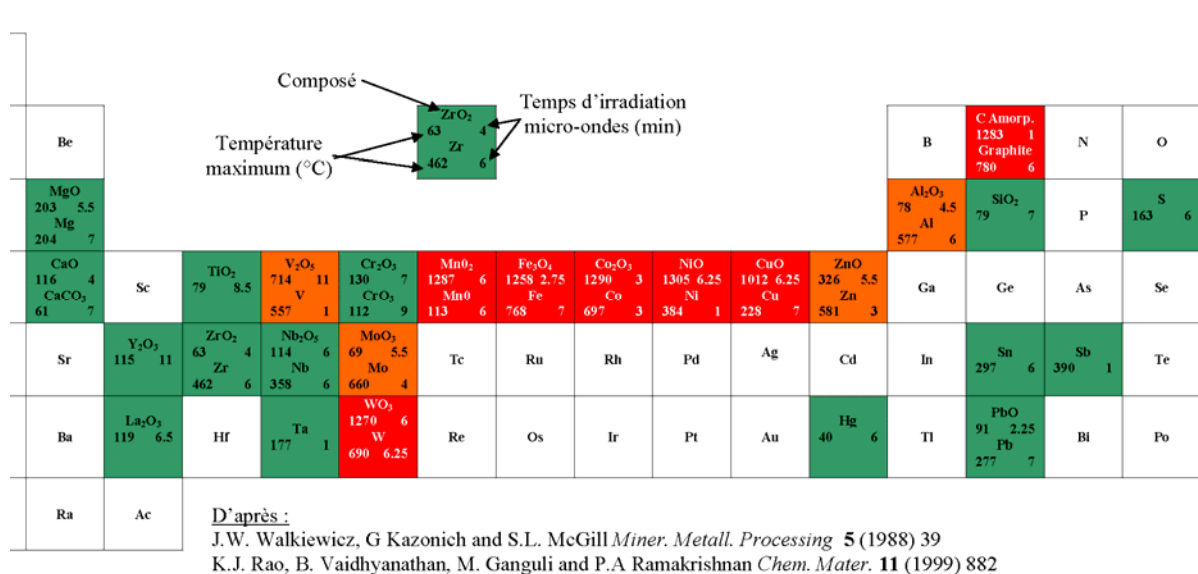 Composé
Temps d'irradiation
micro-ondes (min)
Température
maximum (°C)
ZrO₂
63 4
Zr
462 6
Be
B
C Amorp.
1283 1
Graphite
780 6
N
O
MgO
203 5.5
Mg
204 7
Al₂O₃
78 4.5
Al
577 6
SiO₂
79 7
P
S
163 6
CaO
116 4
CaCO₃
61 7
Sc
TiO₂
79 8.5
V₂O₅
714 11
V
557 1
Cr₂O₃
130 7
CrO₃
112 9
Mn0₂
1287 6
Mn0
113 6
Fe₃O₄
1258 2.75
Fe
768 7
Co₂O₃
1290 3
Co
697 3
NiO
1305 6.25
Ni
384 1
CuO
1012 6.25
Cu
228 7
ZnO
326 5.5
Zn
581 3
Ga
Ge
As
Se
Sr
Y₂O₃
115 11
ZrO₂
63 4
Zr
462 6
Nb₂O₅
114 6
Nb
358 6
MoO₃
69 5.5
Mo
660 4
Tc
Ru
Rh
Pd
Ag
Cd
In
Sn
297 6
Sb
390 1
Te
Ba
La₂O₃
119 6.5
Hf
Ta
177 1
WO₃
1270 6
W
690 6.25
Re
Os
Ir
Pt
Au
Hg
40 6
Tl
PbO
91 2.25
Pb
277 7
Bi
Po
Ra
Ac
D'après :
J.W. Walkiewicz, G Kazonich and S.L. McGill Miner. Metall. Processing 5 (1988) 39
K.J. Rao, B. Vaidhyanathan, M. Ganguli and P.A Ramakrishnan Chem. Mater. 11 (1999) 882